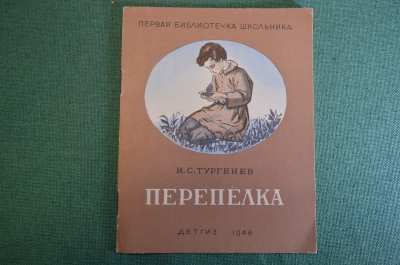 ПЕРВАЯ БИБЛИОТЕЧКА ШКОЛЬНИКА
И.С. ТУРГЕНЕВ
ПЕРЕПЕЛКА
ДЕТГИЗ 1948